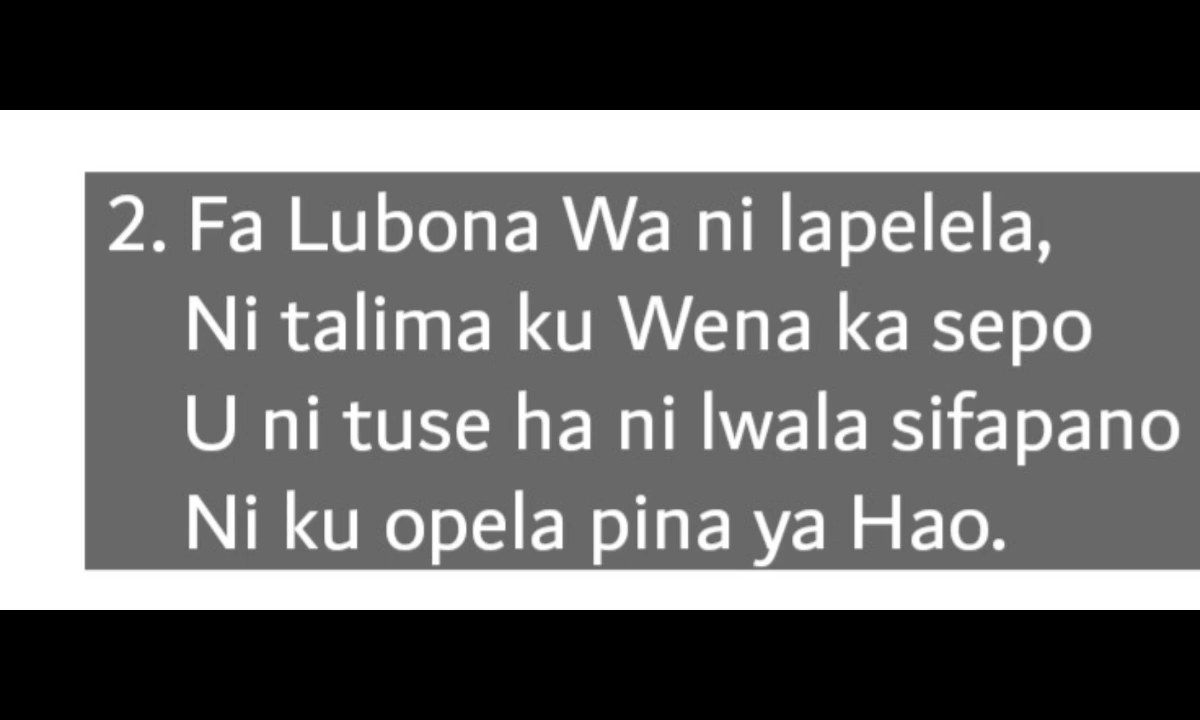 2. Fa Lubona Wa ni lapelela,
Ni talima ku Wena ka sepo
U ni tuse ha ni lwala sifapano
Ni ku opela pina ya Hao.